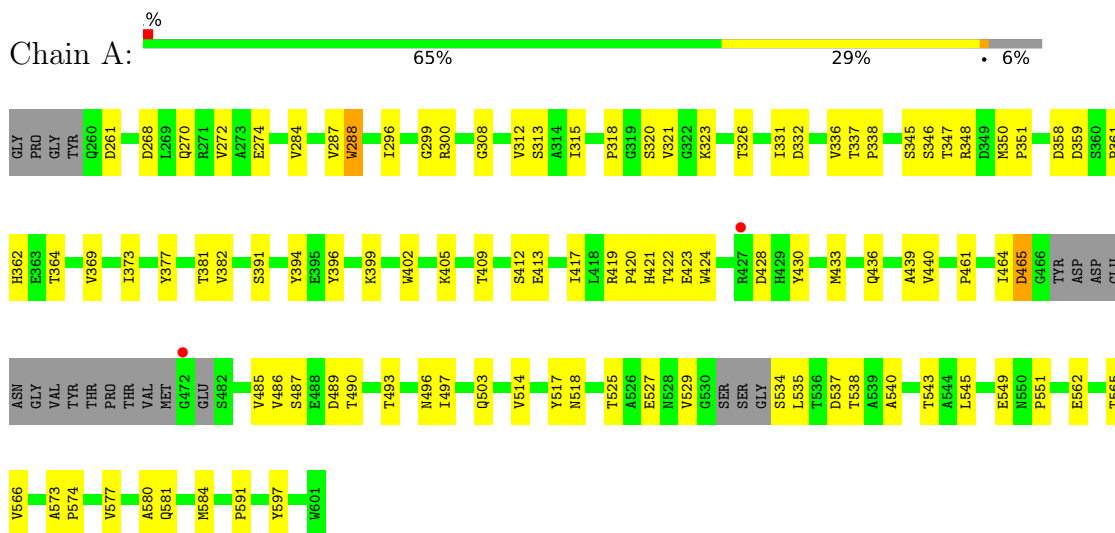 .%
Chain A:
65% 29% • 6%
GLY PRO GLY TYR Q260 D261 D268 L269 Q270 R271 V272 A273 E274 V284 V287 W288 I296 G299 R300 G308 V312 S313 A314 I315 P318 G319 S320 V321 G322 K323 T326 I331 D332 V336 T337 P338 S345 S346 T347 R348 D349 M350 P351 D358 D359 S360 P361
H362 E363 T364 V369 I373 Y377 T381 V382 S391 Y394 E395 Y396 K399 W402 K405 T409 S412 E413 I417 L418 R419 P420 H421 T422 E423 W424 R427 D428 H429 Y430 M433 Q436 A439 V440 P461 I464 D465 G466 TYR ASP ASP GLU
ASN GLY VAL TYR THR PRO THR VAL MET G472 GLU S482 V485 V486 S487 E488 D489 T490 T493 N496 I497 Q503 V514 Y517 N518 T525 A526 E527 N528 V529 G530 SER SER GLY S534 L535 T536 D537 T538 A539 A540 T543 A544 L545 E549 N550 P551 E562 T565
V566 A573 P574 V577 A580 Q581 M584 P591 Y597 W601